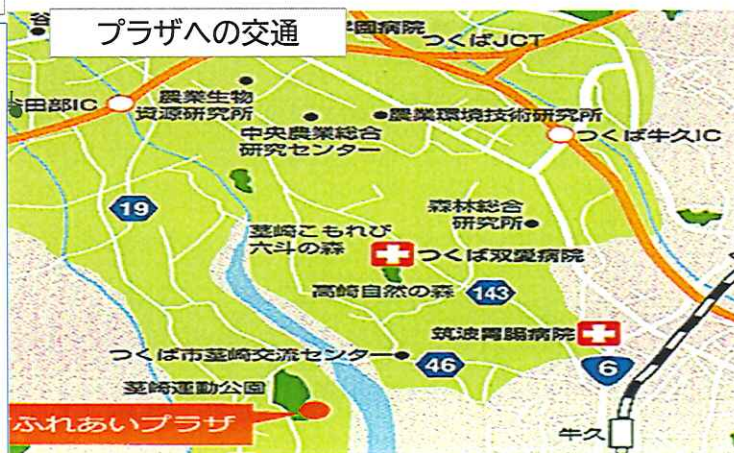 プラザへの交通
谷
学園病院
つくばJCT
谷田部IC
農業生物
資源研究所
農業環境技術研究所
中央農業総合
研究センター
つくば牛久IC
19
森林総合
研究所
茎崎こもれび
六斗の森
つくば双愛病院
高崎自然の森
143
筑波胃腸病院
つくば市茎崎交流センター
46
6
茎崎運動公園
ふれあいプラザ
牛久